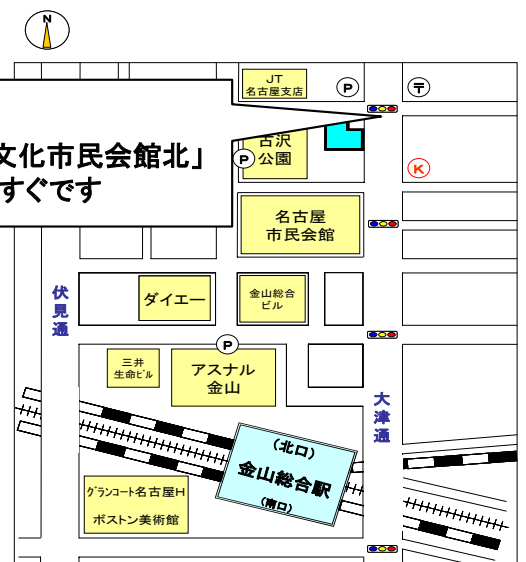 N
JT
名古屋支店
P
〒
文化市民会館北」
すぐです
古沢
公園
P
K
名古屋
市民会館
伏見通
ダイエー
金山総合
ビル
P
三井
生命ビル
アスナル
金山
大津通
(北口)
金山総合駅
(南口)
グランコート名古屋H
ボストン美術館